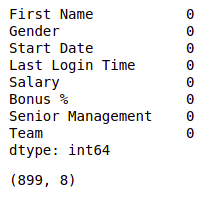 First Name 0
Gender 0
Start Date 0
Last Login Time 0
Salary 0
Bonus % 0
Senior Management 0
Team 0
dtype: int64
(899, 8)